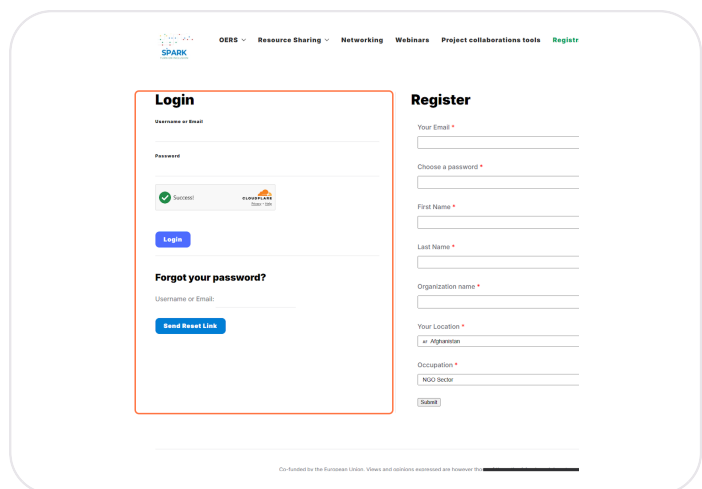 SPARK
OERS Resource Sharing Networking Webinars Project collaborations tools Registr
Login
Username or Email
Password
Success!
CLOUDFLARE
Login
Forgot your password?
Username or Email:
Send Reset Link
Register
Your Email *
Choose a password *
First Name *
Last Name *
Organization name *
Your Location *
Afghanistan
Occupation *
NGO Sector
Submit
Co-funded by the European Union. Views and opinions expressed are however tho